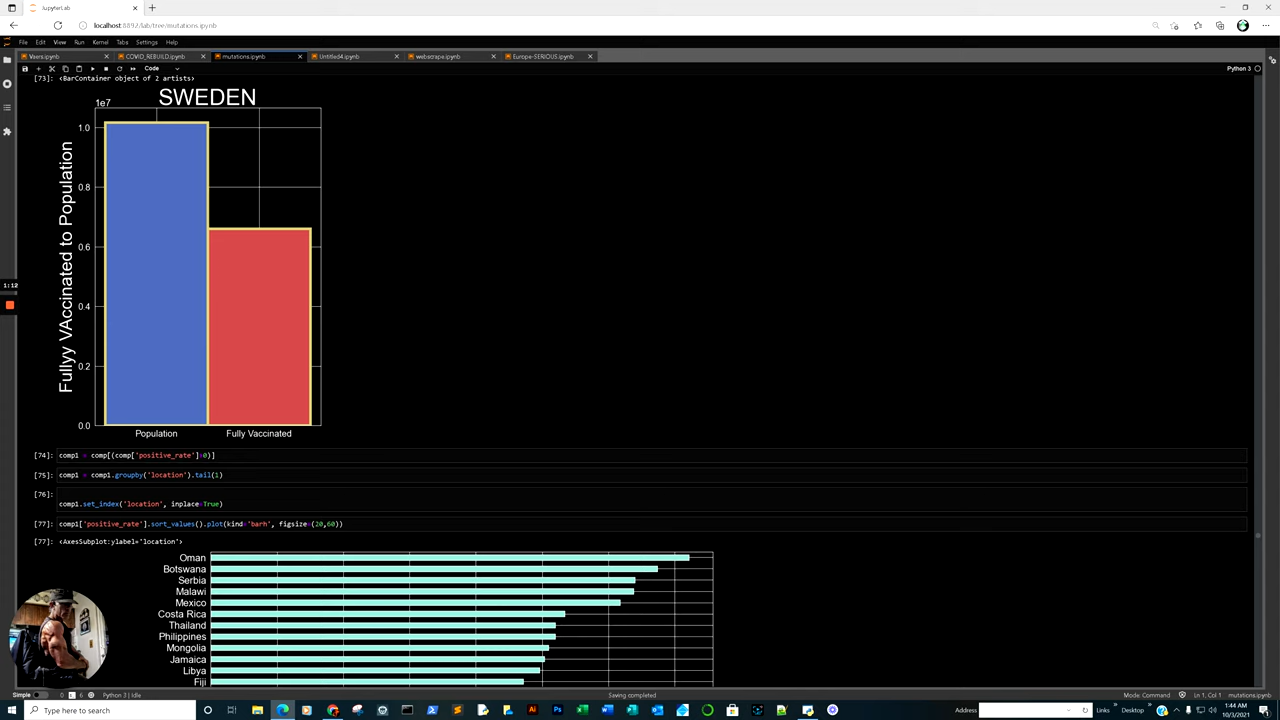 JupyterLab
localhost:8892/lab/tree/mutations.ipynb
File Edit View Run Kernel Tabs Settings Help
Vaers.ipynb COVID_REBUILD.ipynb mutations.ipynb Untitled4.ipynb webscrape.ipynb Europe-SERIOUS.ipynb
Code Python 3
[73]: <BarContainer object of 2 artists>
1e7 SWEDEN
Fullyy VAccinated to Population
1.0
0.8
0.6
0.4
0.2
0.0
Population Fully Vaccinated
1:12
[74]: comp1 = comp[(comp['positive_rate']>0)]
[75]: comp1 = comp1.groupby('location').tail(1)
[76]:
comp1.set_index('location', inplace=True)
[77]: comp1['positive_rate'].sort_values().plot(kind='barh', figsize=(20,60))
[77]: <AxesSubplot:ylabel='location'>
Oman
Botswana
Serbia
Malawi
Mexico
Costa Rica
Thailand
Philippines
Mongolia
Jamaica
Libya
Fiji
Simple 0 6 Python 3 | Idle Saving completed Mode: Command Ln 1, Col 1 mutations.ipynb
Type here to search Address Links Desktop 1:44 AM
10/3/2021